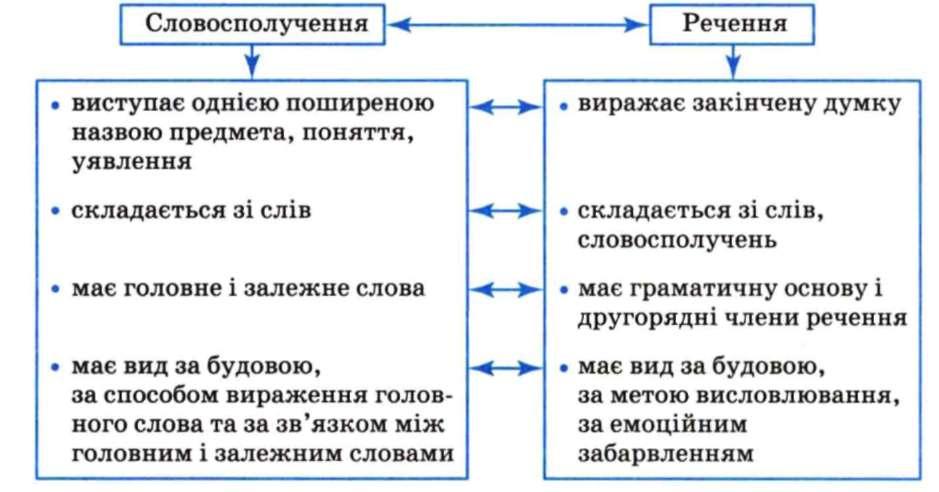 Словосполучення
Речення
• виступає однією поширеною
назвою предмета, поняття,
уявлення
• складається зі слів
• має головне і залежне слова
• має вид за будовою,
за способом вираження голов-
ного слова та за зв’язком між
головним і залежним словами
• виражає закінчену думку
• складається зі слів,
словосполучень
• має граматичну основу і
другорядні члени речення
• має вид за будовою,
за метою висловлювання,
за емоційним
забарвленням